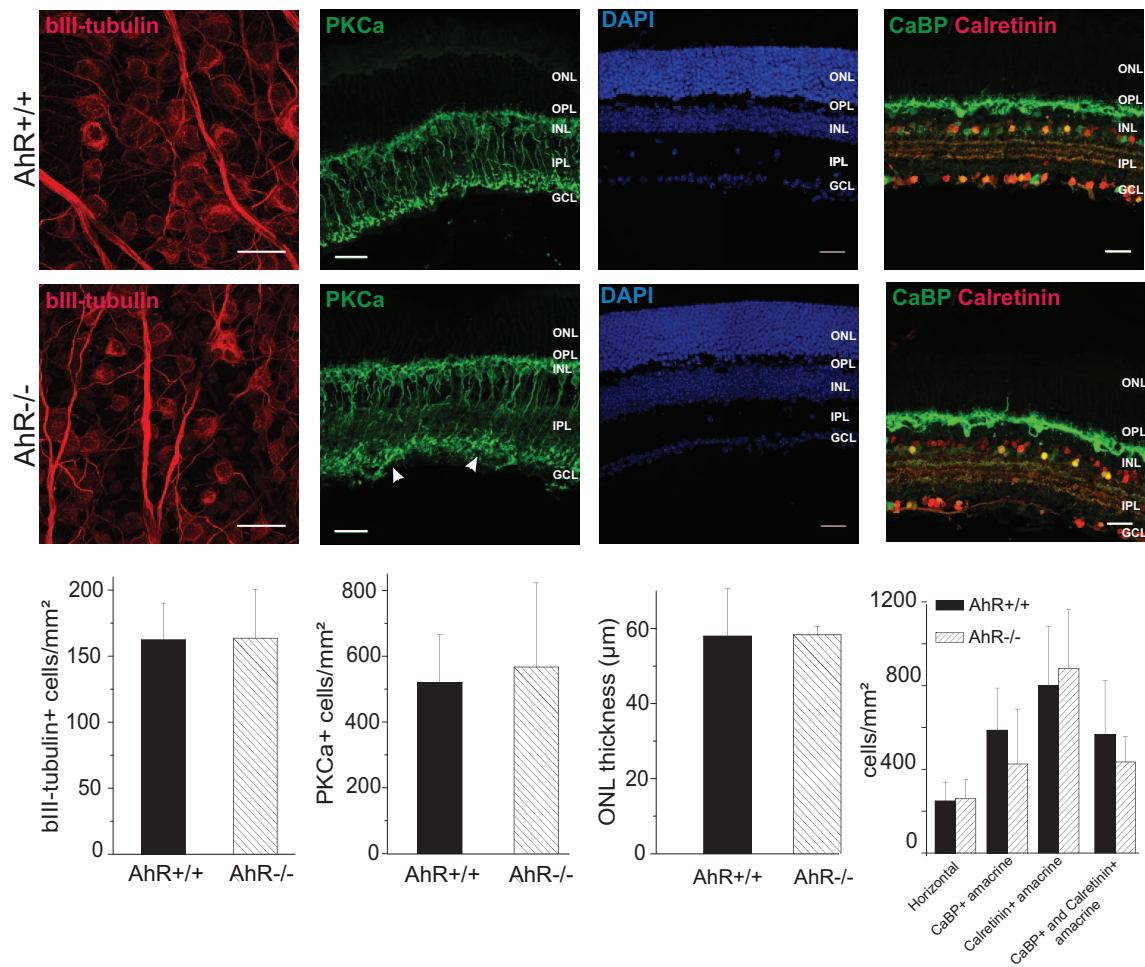 AhR+/+
bIII-tubulin
PKCa
ONL
OPL
INL
IPL
GCL
DAPI
ONL
OPL
INL
IPL
GCL
CaBP/Calretinin
ONL
OPL
INL
IPL
GCL
AhR-/-
bIII-tubulin
PKCa
ONL
OPL
INL
IPL
GCL
DAPI
ONL
OPL
INL
IPL
GCL
CaBP/Calretinin
ONL
OPL
INL
IPL
GCL
bIII-tubulin+ cells/mm²
200
150
100
50
0
AhR+/+ AhR-/-
PKCa+ cells/mm²
800
600
400
200
0
AhR+/+ AhR-/-
ONL thickness (µm)
60
40
20
0
AhR+/+ AhR-/-
cells/mm²
1200
800
400
0
AhR+/+
AhR-/-
Horizontal
CaBP+ amacrine
Calretinin+ amacrine
CaBP+ and Calretinin+
amacrine